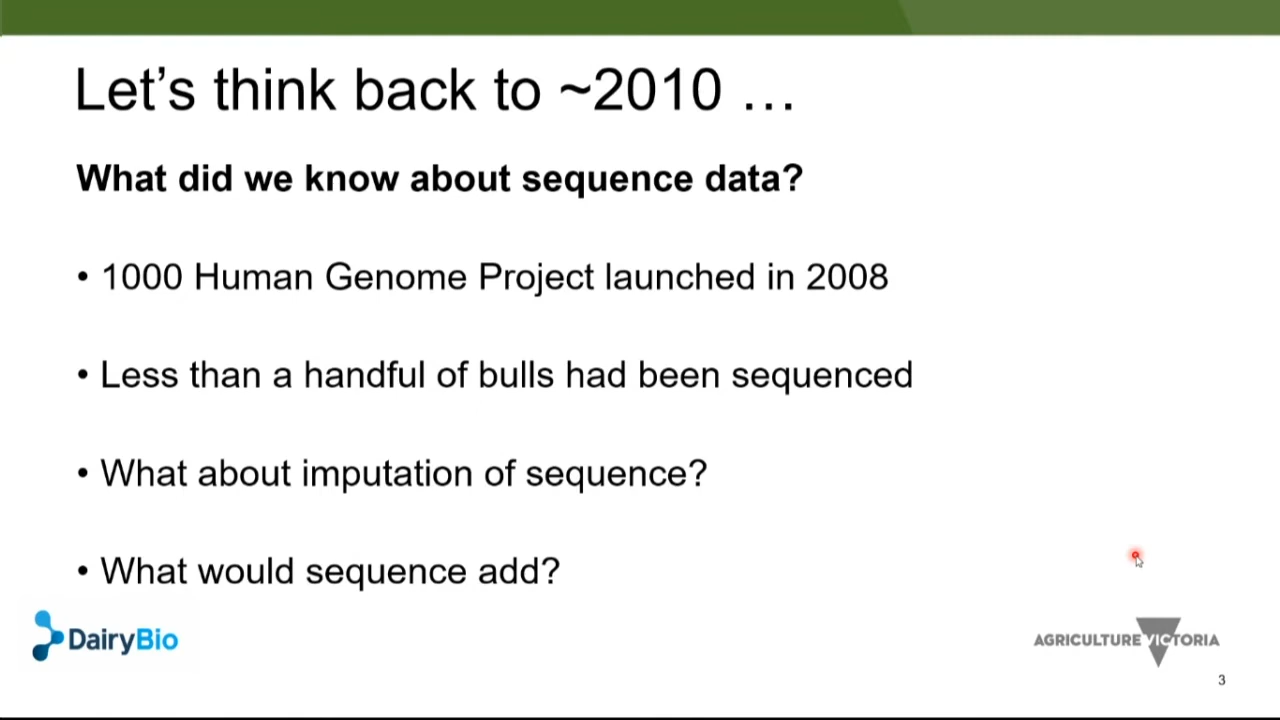 Let's think back to ~2010 …
What did we know about sequence data?
• 1000 Human Genome Project launched in 2008
• Less than a handful of bulls had been sequenced
• What about imputation of sequence?
• What would sequence add?
DairyBio
AGRICULTURE VICTORIA
3